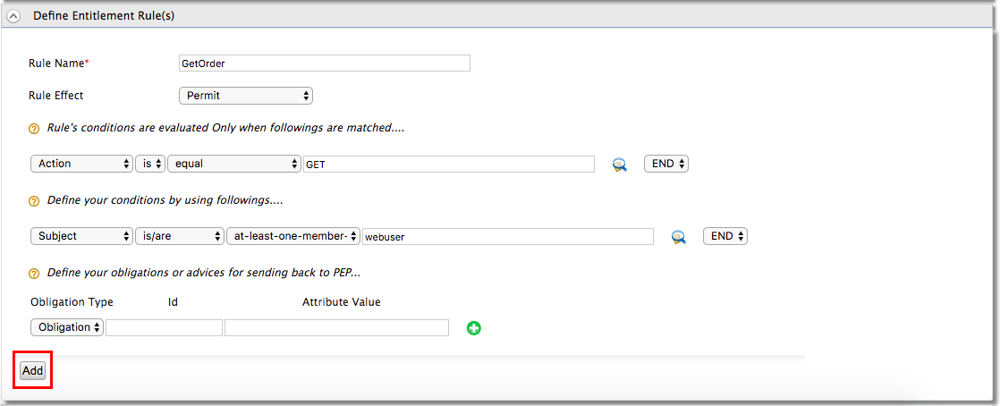 Define Entitlement Rule(s)
Rule Name* GetOrder
Rule Effect Permit
? Rule's conditions are evaluated Only when followings are matched....
Action is equal GET END
? Define your conditions by using followings....
Subject is/are at-least-one-member- webuser END
? Define your obligations or advices for sending back to PEP...
Obligation Type Id Attribute Value
Obligation
Add